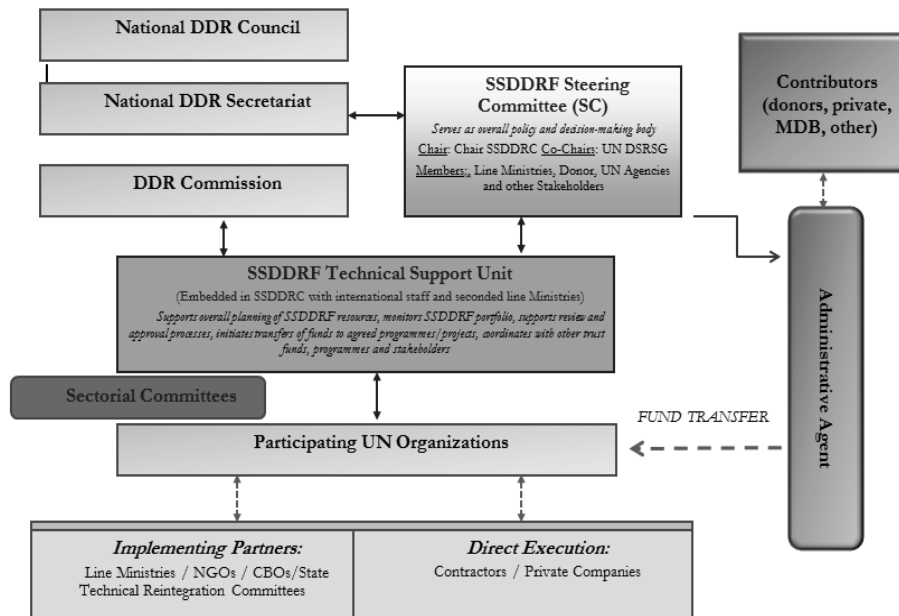 National DDR Council
National DDR Secretariat
DDR Commission
SSDDRF Steering
Committee (SC)
Serves as overall policy and decision-making body
Chair: Chair SSDDRC Co-Chairs: UN DSRSG
Members:, Line Ministries, Donor, UN Agencies
and other Stakeholders
Contributors
(donors, private,
MDB, other)
SSDDRF Technical Support Unit
(Embedded in SSDDRC with international staff and seconded line Ministries)
Supports overall planning of SSDDRF resources, monitors SSDDRF portfolio, supports review and
approval processes, initiates transfers of funds to agreed programmes/projects, coordinates with other trust
funds, programmes and stakeholders
Administrative Agent
Sectorial Committees
Participating UN Organizations
FUND TRANSFER
Implementing Partners:
Line Ministries / NGOs / CBOs/State
Technical Reintegration Committees
Direct Execution:
Contractors / Private Companies